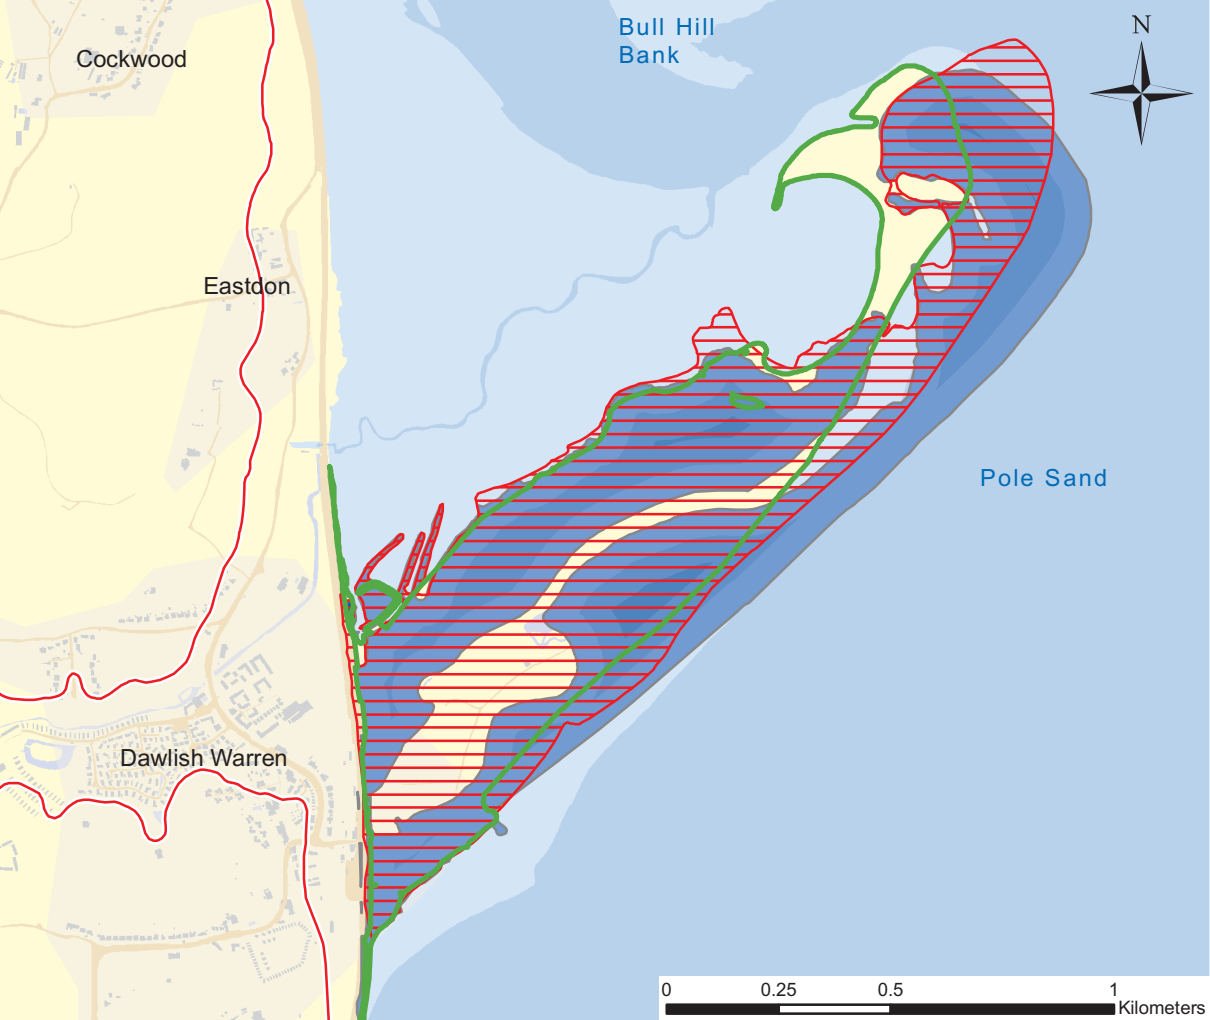 Bull Hill
Bank
N
Cockwood
Eastdon
Pole Sand
Dawlish Warren
0 0.25 0.5 1
Kilometers